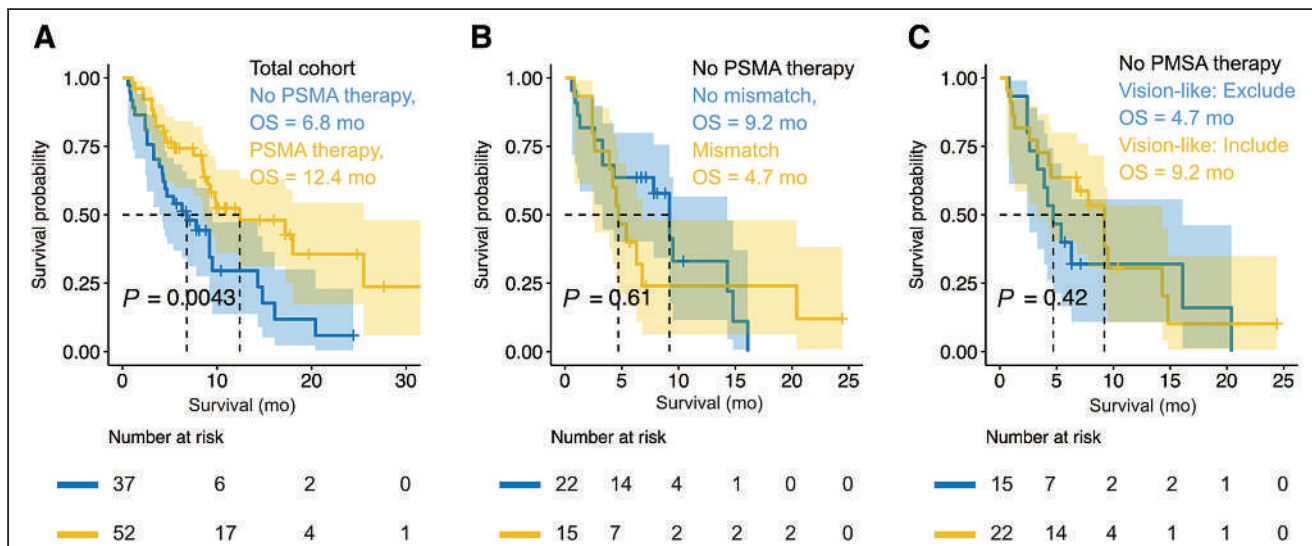 A
Total cohort
No PSMA therapy,
OS = 6.8 mo
PSMA therapy,
OS = 12.4 mo
Survival probability
1.00
0.75
0.50
0.25
0.00
P = 0.0043
0 10 20 30
Survival (mo)
Number at risk
37 6 2 0
52 17 4 1
B
No PSMA therapy
No mismatch,
OS = 9.2 mo
Mismatch
OS = 4.7 mo
Survival probability
1.00
0.75
0.50
0.25
0.00
P = 0.61
0 5 10 15 20 25
Survival (mo)
Number at risk
22 14 4 1 0 0
15 7 2 2 2 0
C
No PMSA therapy
Vision-like: Exclude
OS = 4.7 mo
Vision-like: Include
OS = 9.2 mo
Survival probability
1.00
0.75
0.50
0.25
0.00
P = 0.42
0 5 10 15 20 25
Survival (mo)
Number at risk
15 7 2 2 1 0
22 14 4 1 1 0